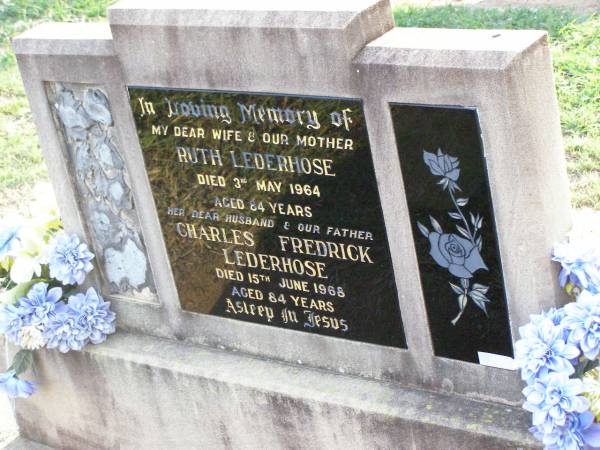 In Loving Memory of
MY DEAR WIFE & OUR MOTHER
RUTH LEDERHOSE
DIED 3RD MAY 1964
AGED 84 YEARS
HER DEAR HUSBAND & OUR FATHER
CHARLES FREDRICK
LEDERHOSE
DIED 15TH JUNE 1968
AGED 84 YEARS
Asleep In Jesus